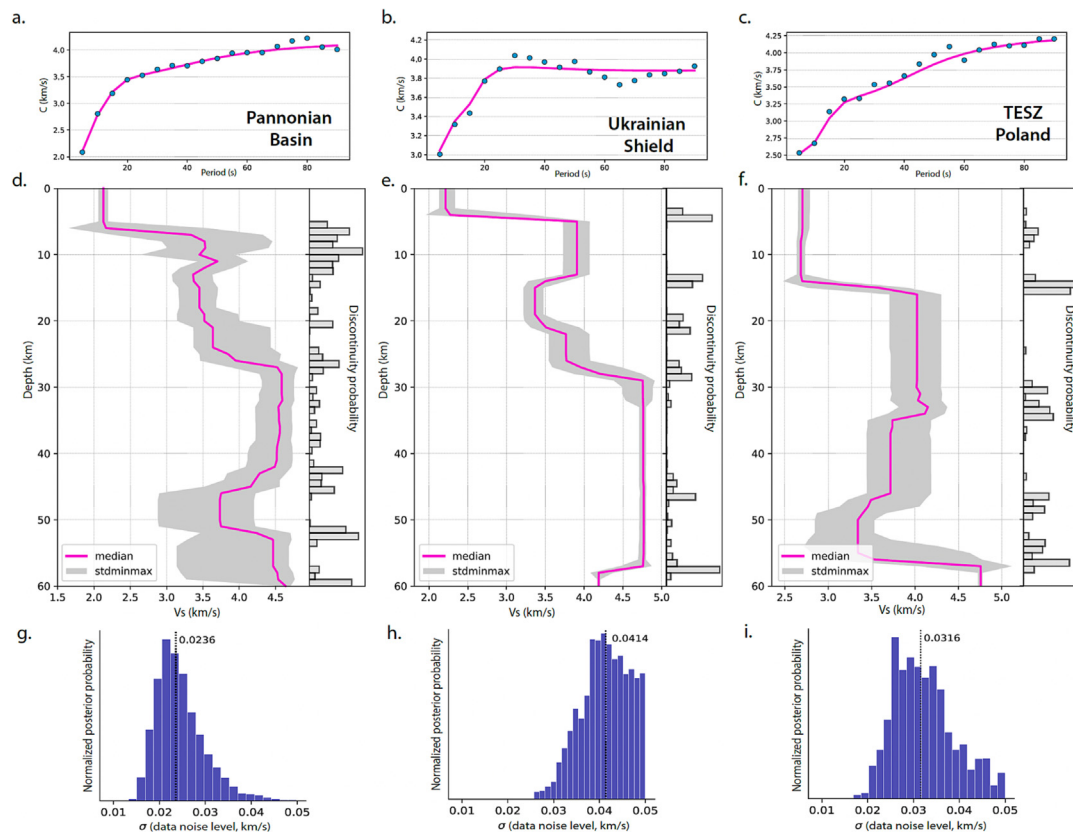 a.
4.0
3.5
3.0
2.5
2.0
C (km/s)
0
20
40
60
80
Period (s)
Pannonian
Basin
b.
4.2
4.0
3.8
3.6
3.4
3.2
3.0
C (km/s)
0
20
40
60
80
Period (s)
Ukrainian
Shield
c.
4.25
4.00
3.75
3.50
3.25
3.00
2.75
2.50
C (km/s)
0
20
40
60
80
Period (s)
TESZ
Poland
d.
0
10
20
30
40
50
60
Depth (km)
1.5
2.0
2.5
3.0
3.5
4.0
4.5
Vs (km/s)
median
stdminmax
Discontinuity probability
e.
0
10
20
30
40
50
60
Depth (km)
2.0
2.5
3.0
3.5
4.0
4.5
5.0
Vs (km/s)
median
stdminmax
Discontinuity probability
f.
0
10
20
30
40
50
60
Depth (km)
2.5
3.0
3.5
4.0
4.5
5.0
Vs (km/s)
median
stdminmax
Discontinuity probability
g.
0.0236
Normalized posterior probability
0.01
0.02
0.03
0.04
0.05
σ (data noise level, km/s)
h.
0.0414
Normalized posterior probability
0.01
0.02
0.03
0.04
0.05
σ (data noise level, km/s)
i.
0.0316
Normalized posterior probability
0.01
0.02
0.03
0.04
0.05
σ (data noise level, km/s)